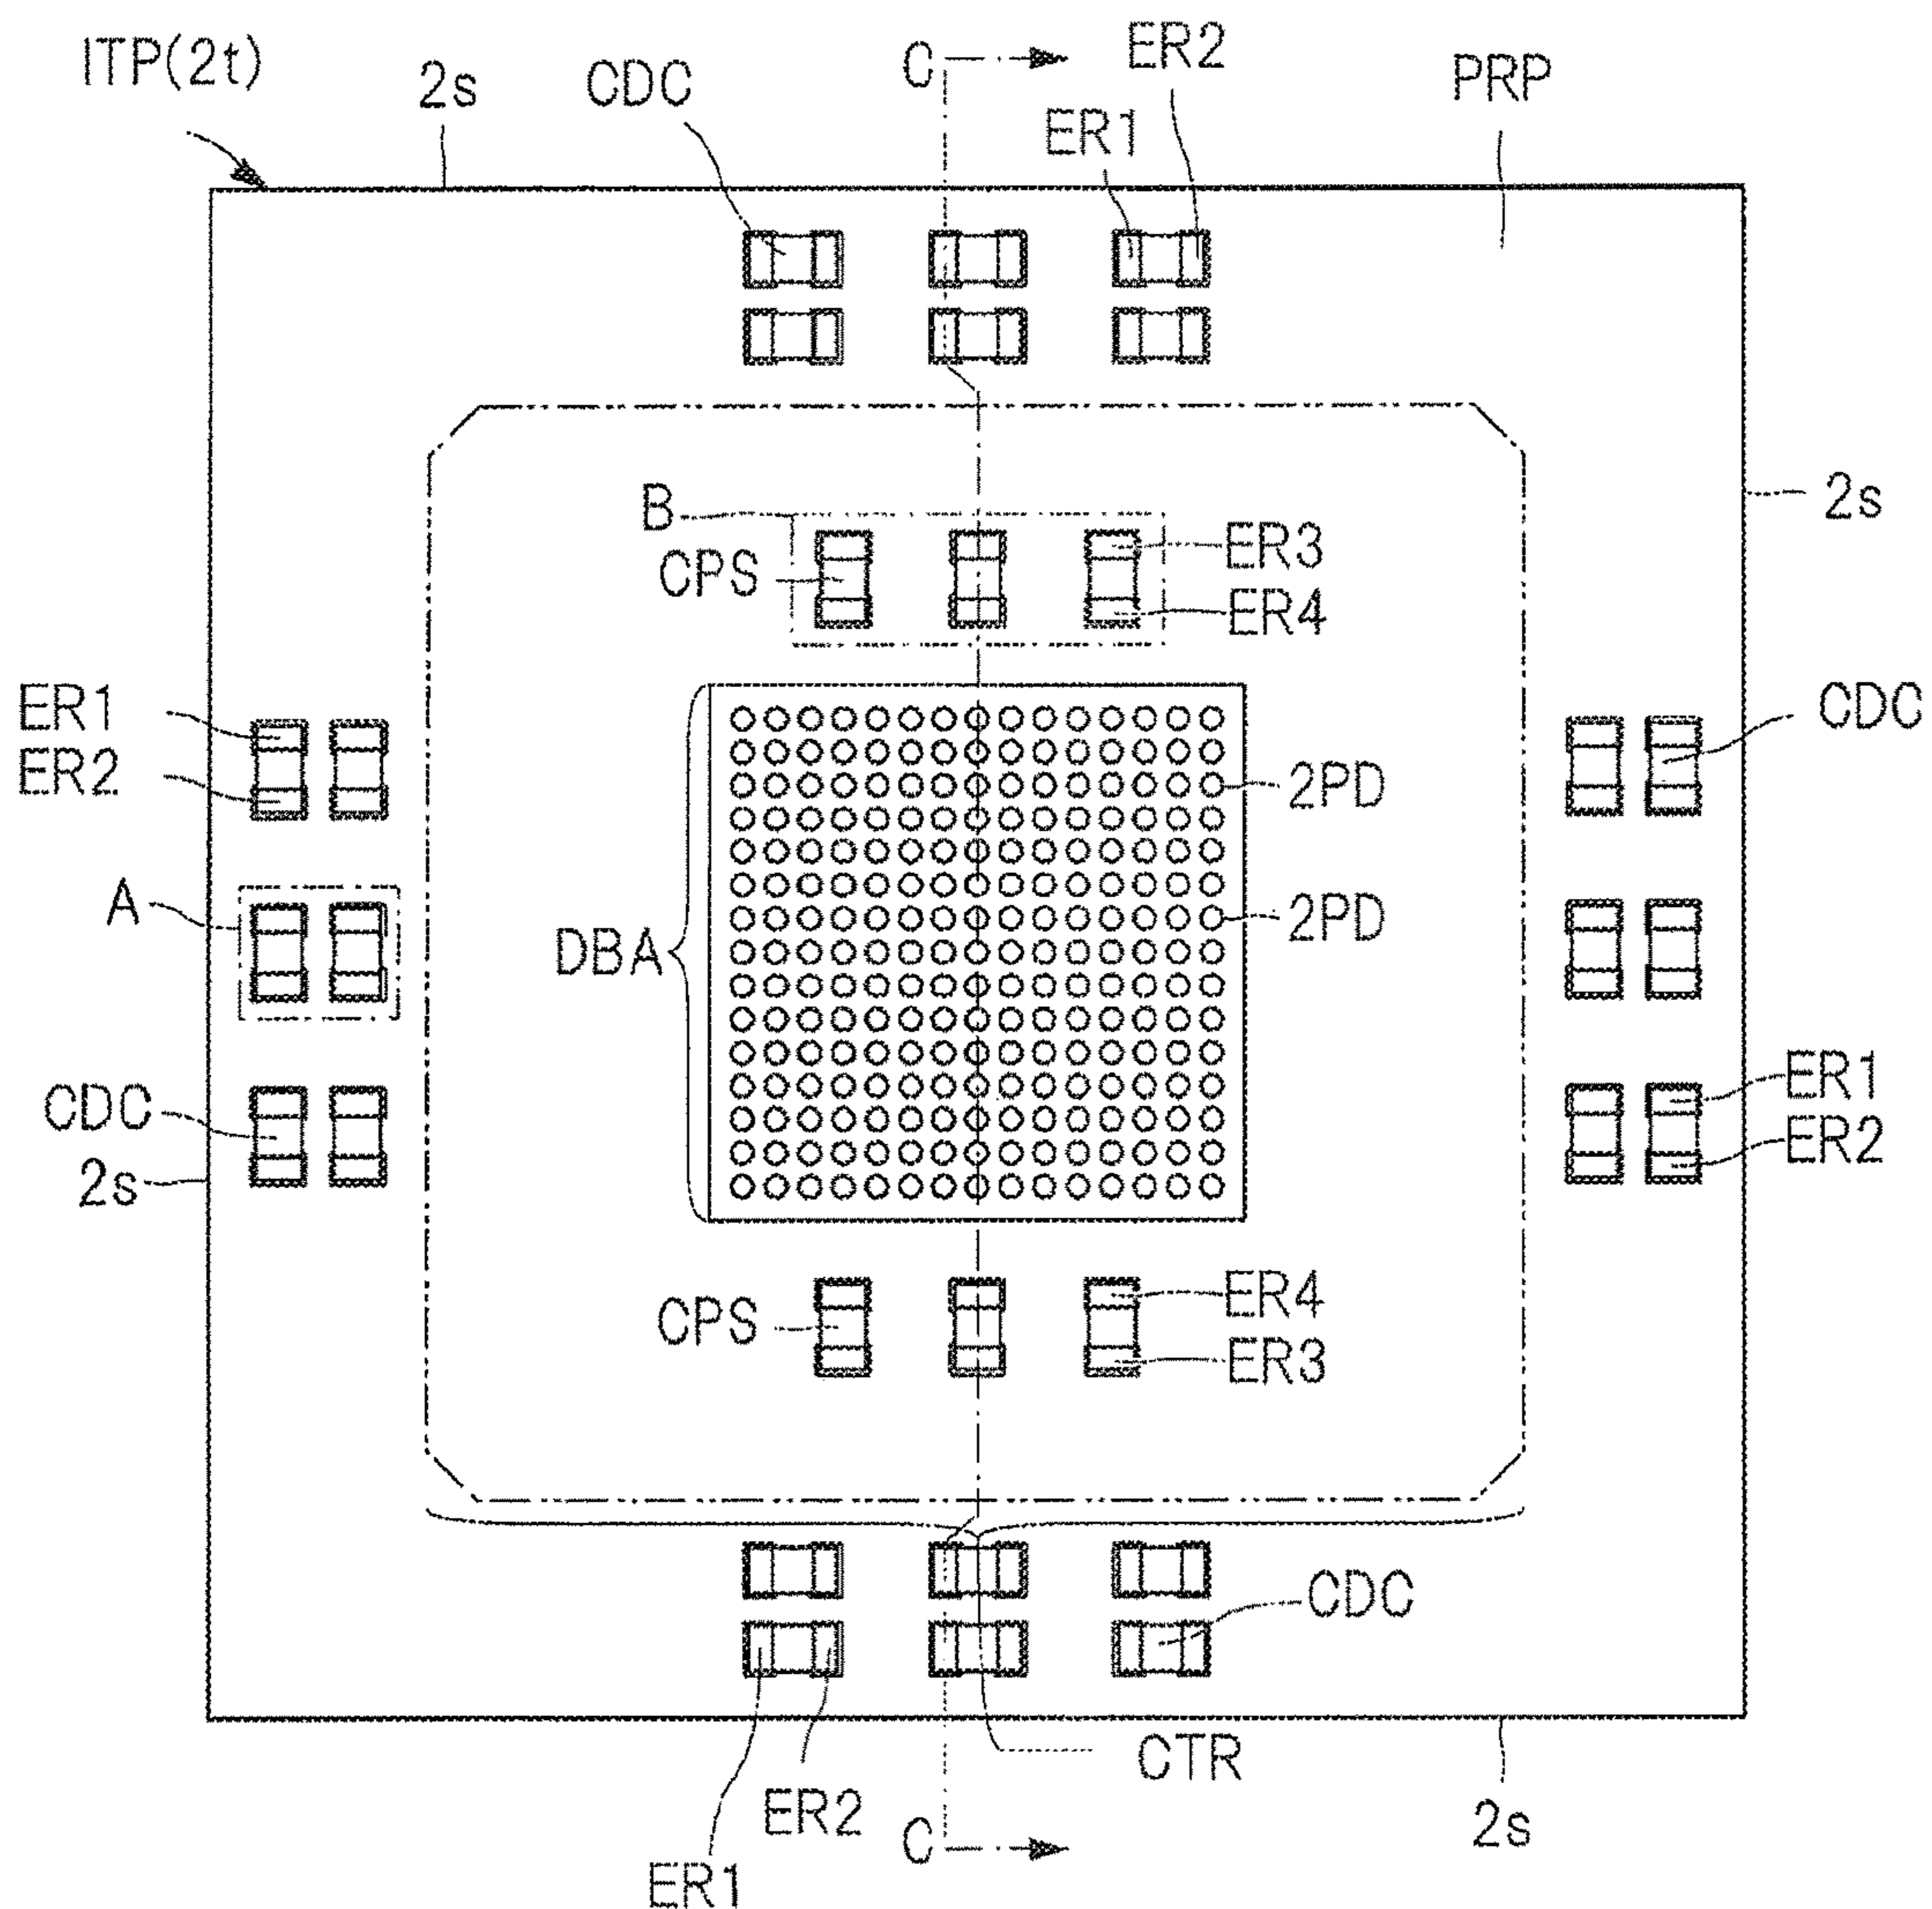 ITP(2t)
2s
CDC
C
ER2
ER1
PRP
2s
B
CPS
ER3
ER4
ER1
ER2
CDC
2PD
A
2PD
DBA
CDC
2s
ER1
ER2
CPS
ER4
ER3
CDC
CTR
ER2
C
2s
ER1